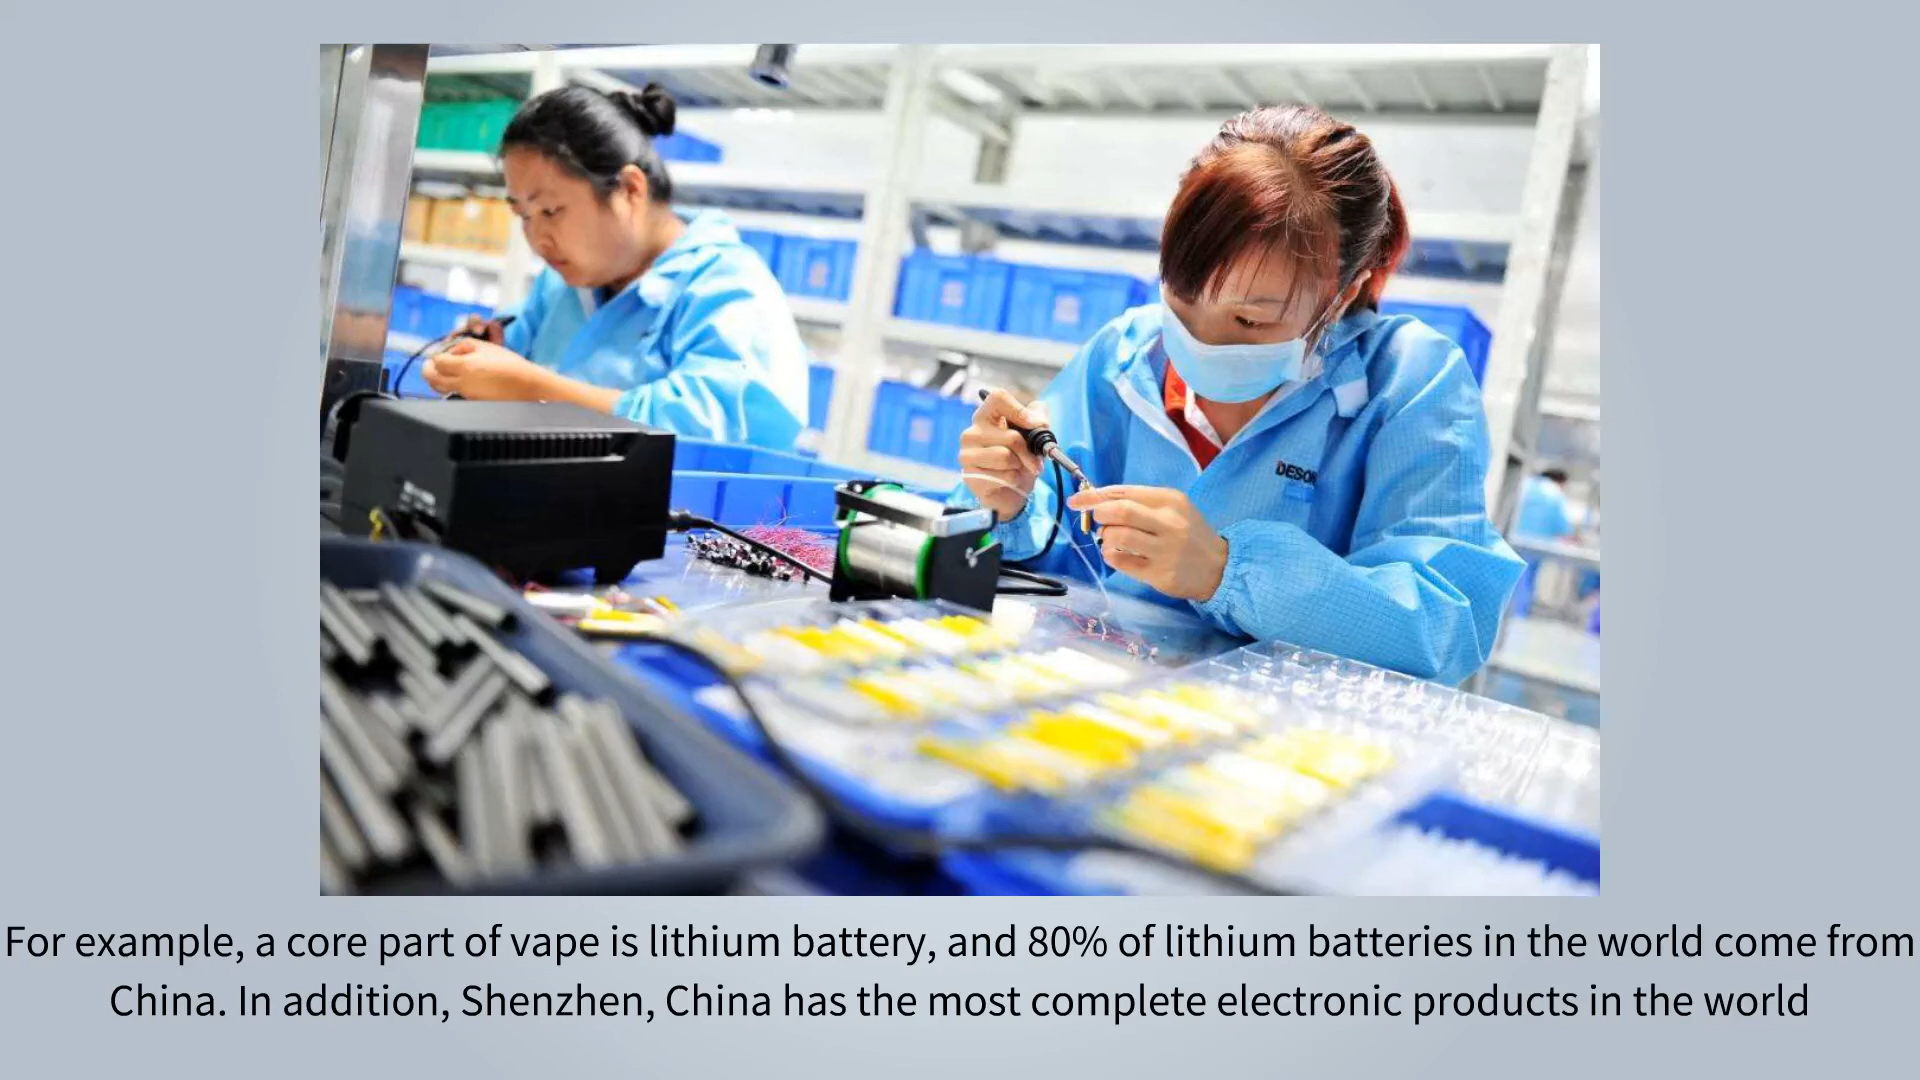 DESON
For example, a core part of vape is lithium battery, and 80% of lithium batteries in the world come from
China. In addition, Shenzhen, China has the most complete electronic products in the world